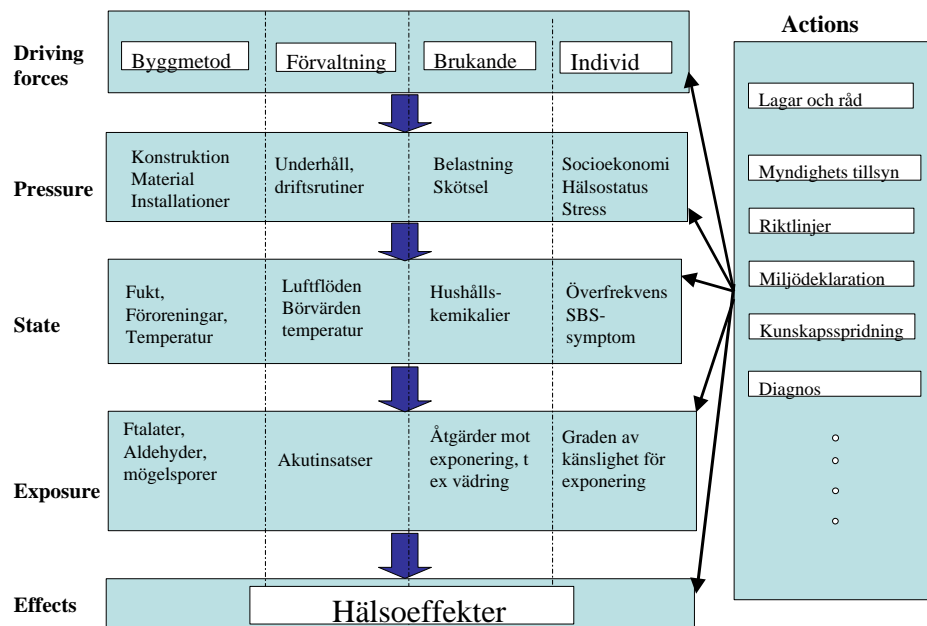 Actions
Driving
forces
Byggmetod
Förvaltning
Brukande
Individ
Pressure
Konstruktion
Material
Installationer
Underhåll,
driftsrutiner
Belastning
Skötsel
Socioekonomi
Hälsostatus
Stress
State
Fukt,
Föroreningar,
Temperatur
Luftflöden
Börvärden
temperatur
Hushålls-
kemikalier
Överfrekvens
SBS-
symptom
Exposure
Ftalater,
Aldehyder,
mögelsporer
Akutinsatser
Åtgärder mot
exponering, t
ex vädring
Graden av
känslighet för
exponering
Effects
Hälsoeffekter
Lagar och råd
Myndighets tillsyn
Riktlinjer
Miljödeklaration
Kunskapsspridning
Diagnos